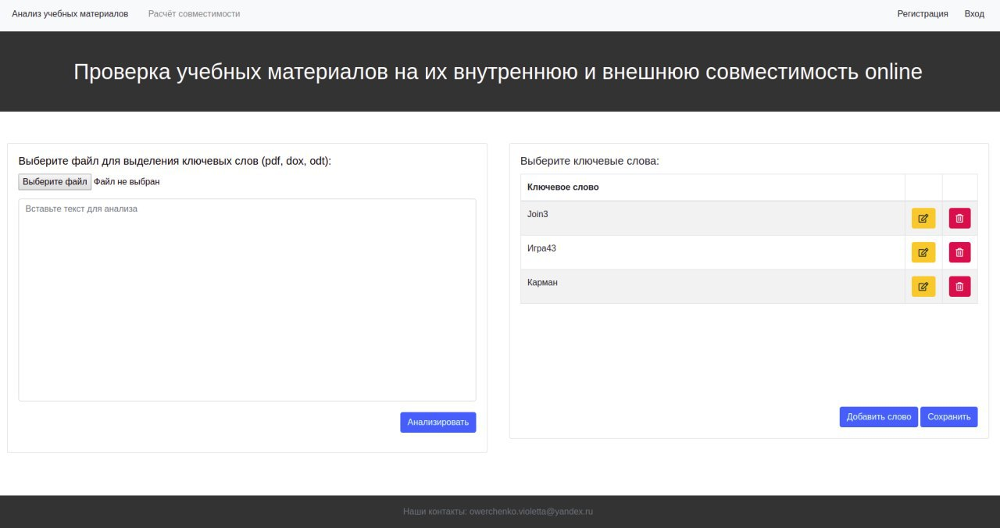 Анализ учебных материалов Расчёт совместимости Регистрация Вход
Проверка учебных материалов на их внутреннюю и внешнюю совместимость online
Выберите файл для выделения ключевых слов (pdf, dox, odt):
Выберите файл Файл не выбран
Вставьте текст для анализа
Анализировать
Выберите ключевые слова:
Ключевое слово
Join3
Игра43
Карман
Добавить слово Сохранить
Наши контакты: owerchenko.violetta@yandex.ru